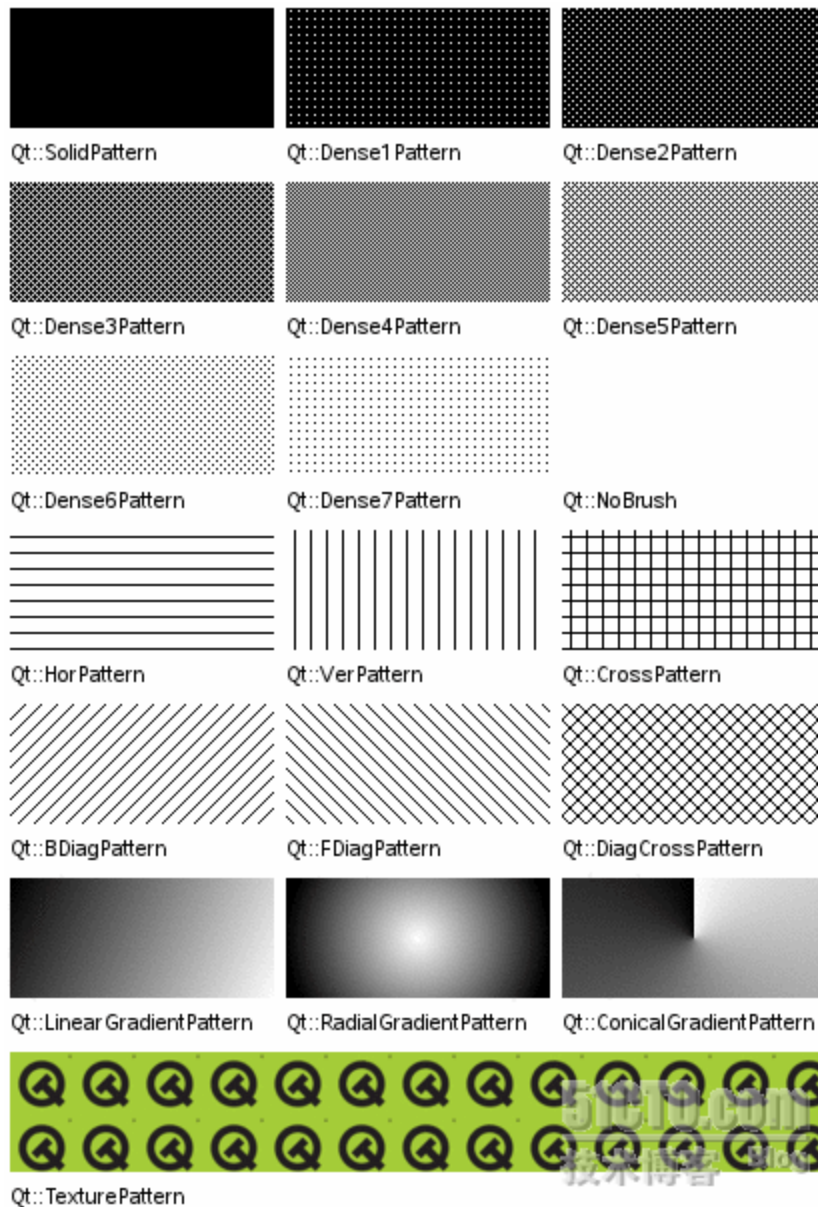 Qt::SolidPattern
Qt::Dense1Pattern
Qt::Dense2Pattern
Qt::Dense3Pattern
Qt::Dense4Pattern
Qt::Dense5Pattern
Qt::Dense6Pattern
Qt::Dense7Pattern
Qt::NoBrush
Qt::HorPattern
Qt::VerPattern
Qt::CrossPattern
Qt::BDiagPattern
Qt::FDiagPattern
Qt::DiagCrossPattern
Qt::LinearGradientPattern
Qt::RadialGradientPattern
Qt::ConicalGradientPattern
51CTO.com
技术博客 Blog
Qt::TexturePattern